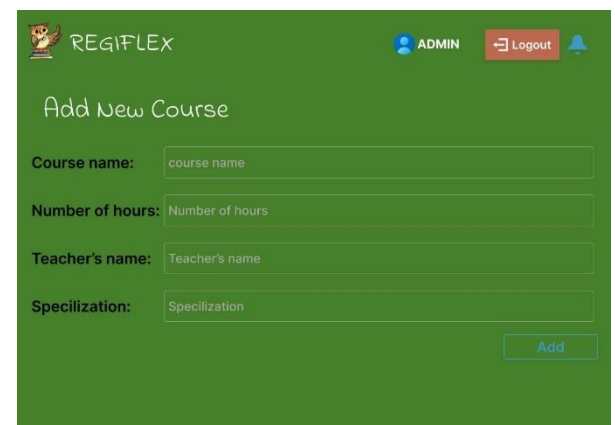 REGIFLEX
ADMIN
Logout
Add New Course
Course name: course name
Number of hours: Number of hours
Teacher's name: Teacher's name
Specilization: Specilization
Add